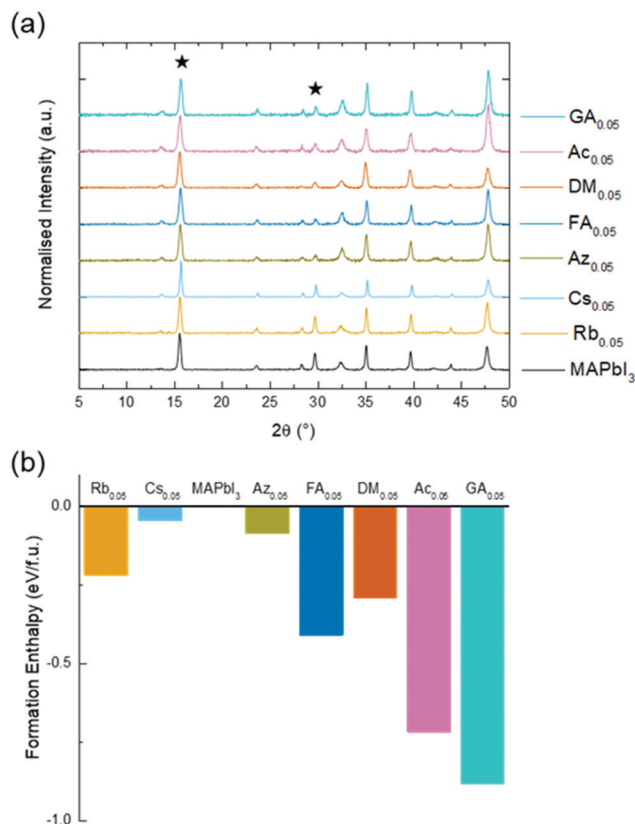 (a)
★ ★
Normalised Intensity (a.u.)
GA0.05
Ac0.05
DM0.05
FA0.05
Az0.05
Cs0.05
Rb0.05
MAPbI3
5 10 15 20 25 30 35 40 45 50
2θ (°)
(b)
Rb0.05 Cs0.05 MAPbI3 Az0.05 FA0.05 DM0.05 Ac0.05 GA0.05
Formation Enthalpy (eV/f.u.)
0.0
-0.5
-1.0